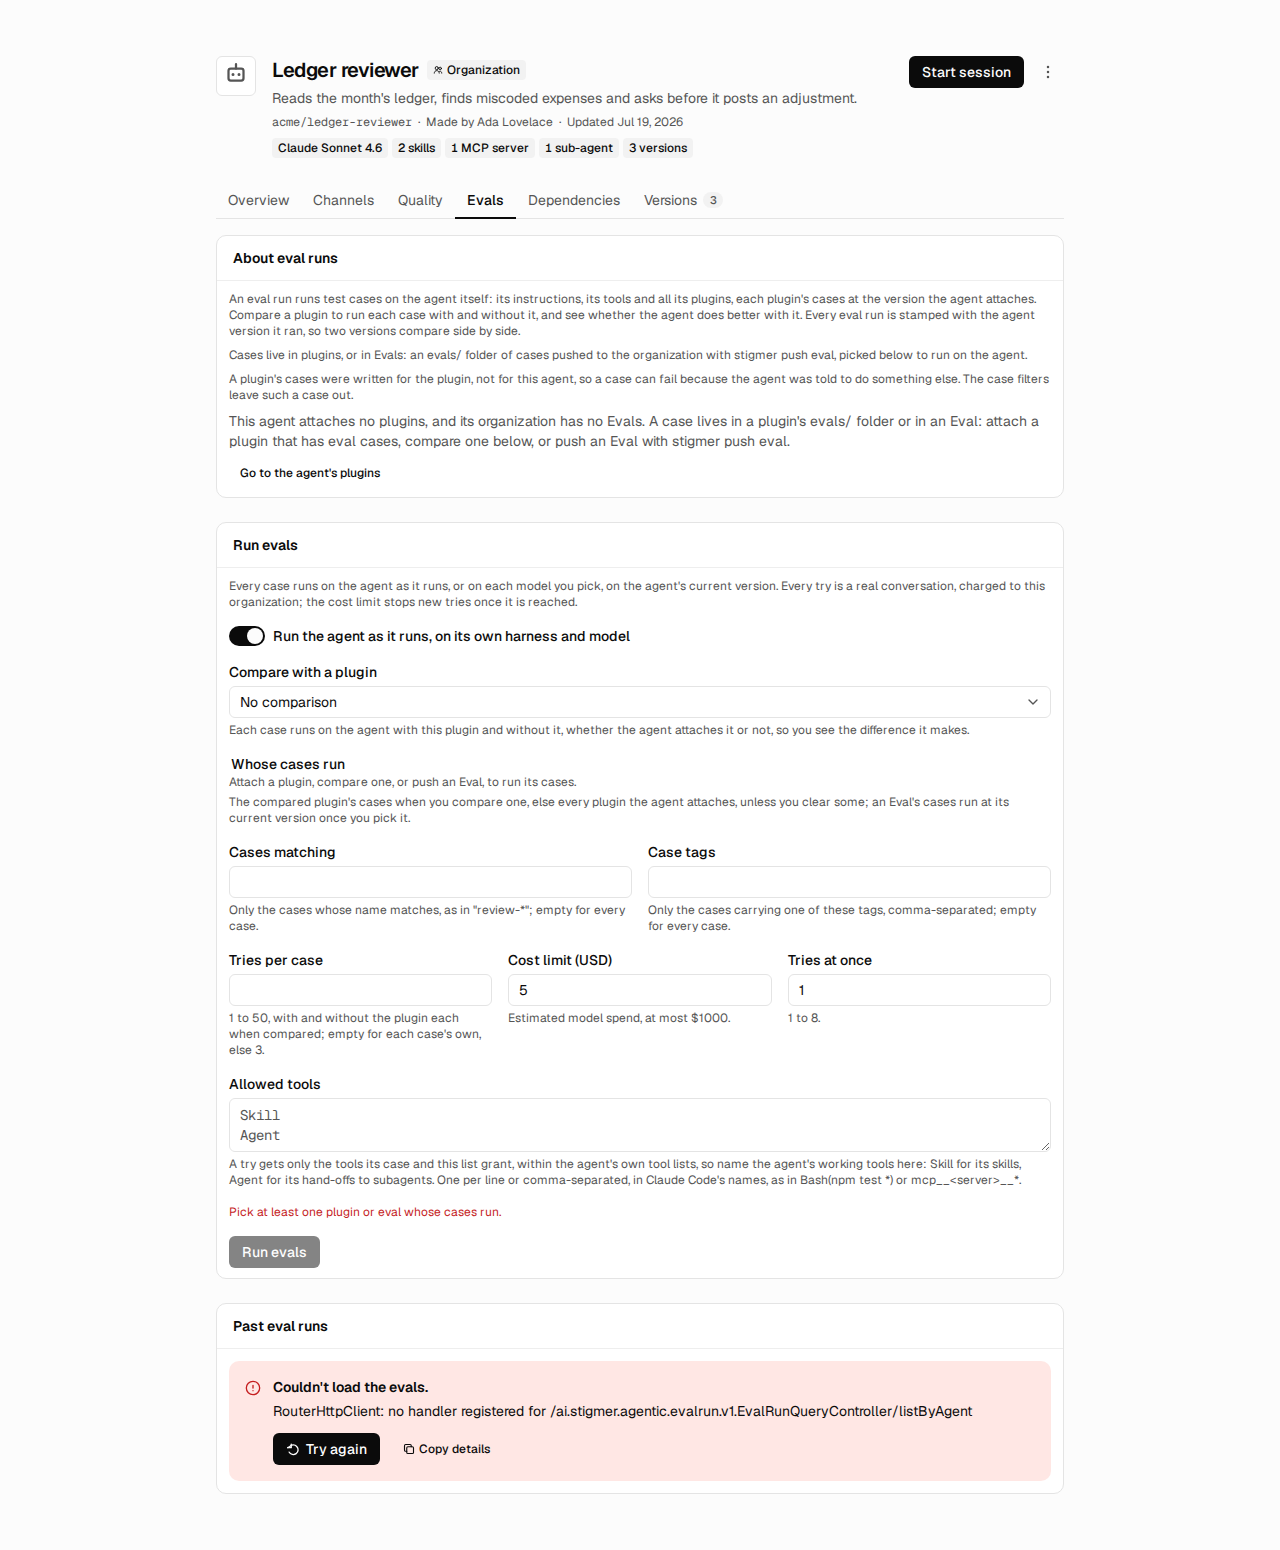 Ledger reviewer
Organization
Start session
Reads the month's ledger, finds miscoded expenses and asks before it posts an adjustment.
acme/ledger-reviewer · Made by Ada Lovelace · Updated Jul 19, 2026
Claude Sonnet 4.6 2 skills 1 MCP server 1 sub-agent 3 versions
Overview Channels Quality Evals Dependencies Versions 3
About eval runs
An eval run runs test cases on the agent itself: its instructions, its tools and all its plugins, each plugin's cases at the version the agent attaches.
Compare a plugin to run each case with and without it, and see whether the agent does better with it. Every eval run is stamped with the agent
version it ran, so two versions compare side by side.
Cases live in plugins, or in Evals: an evals/ folder of cases pushed to the organization with stigmer push eval, picked below to run on the agent.
A plugin's cases were written for the plugin, not for this agent, so a case can fail because the agent was told to do something else. The case filters
leave such a case out.
This agent attaches no plugins, and its organization has no Evals. A case lives in a plugin's evals/ folder or in an Eval: attach a
plugin that has eval cases, compare one below, or push an Eval with stigmer push eval.
Go to the agent's plugins
Run evals
Every case runs on the agent as it runs, or on each model you pick, on the agent's current version. Every try is a real conversation, charged to this
organization; the cost limit stops new tries once it is reached.
Run the agent as it runs, on its own harness and model
Compare with a plugin
No comparison
Each case runs on the agent with this plugin and without it, whether the agent attaches it or not, so you see the difference it makes.
Whose cases run
Attach a plugin, compare one, or push an Eval, to run its cases.
The compared plugin's cases when you compare one, else every plugin the agent attaches, unless you clear some; an Eval's cases run at its
current version once you pick it.
Cases matching
Only the cases whose name matches, as in "review-*"; empty for every
case.
Case tags
Only the cases carrying one of these tags, comma-separated; empty
for every case.
Tries per case
1 to 50, with and without the plugin each
when compared; empty for each case's own,
else 3.
Cost limit (USD)
5
Estimated model spend, at most $1000.
Tries at once
1
1 to 8.
Allowed tools
Skill
Agent
A try gets only the tools its case and this list grant, within the agent's own tool lists, so name the agent's working tools here: Skill for its skills,
Agent for its hand-offs to subagents. One per line or comma-separated, in Claude Code's names, as in Bash(npm test *) or mcp__<server>__*.
Pick at least one plugin or eval whose cases run.
Run evals
Past eval runs
Couldn't load the evals.
RouterHttpClient: no handler registered for /ai.stigmer.agentic.evalrun.v1.EvalRunQueryController/listByAgent
Try again
Copy details